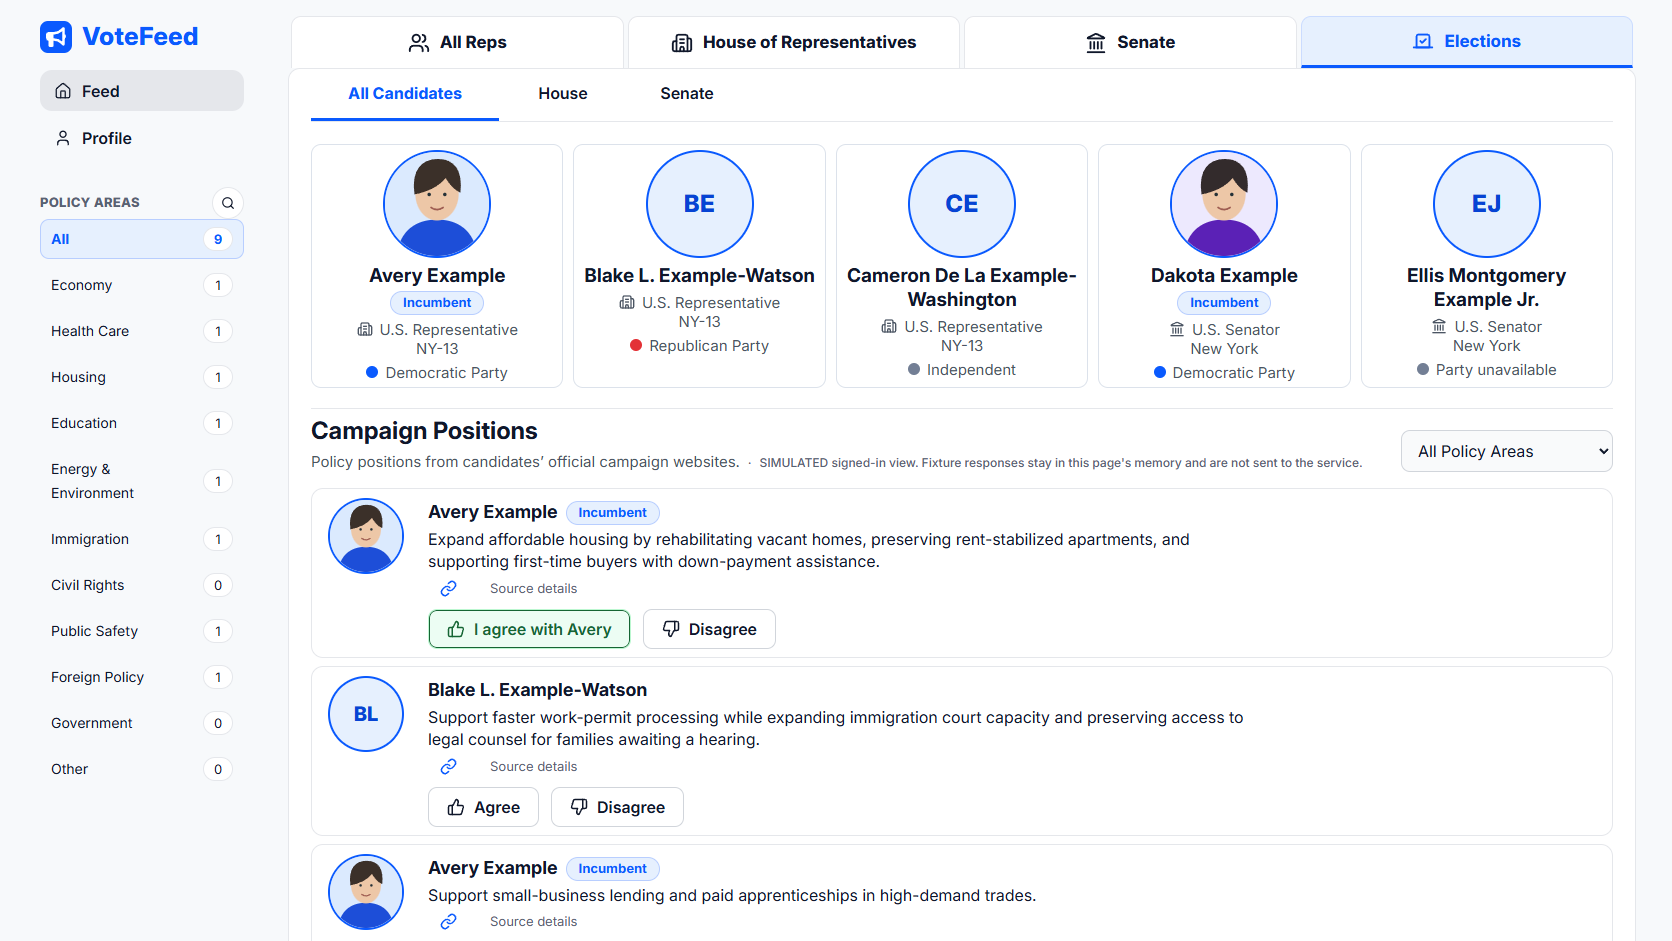 VoteFeed
Feed
Profile
POLICY AREAS
All 9
Economy 1
Health Care 1
Housing 1
Education 1
Energy &
Environment 1
Immigration 1
Civil Rights 0
Public Safety 1
Foreign Policy 1
Government 0
Other 0
All Reps
House of Representatives
Senate
Elections
All Candidates
House
Senate
Avery Example
Incumbent
U.S. Representative
NY-13
Democratic Party
BE
Blake L. Example-Watson
U.S. Representative
NY-13
Republican Party
CE
Cameron De La Example-
Washington
U.S. Representative
NY-13
Independent
Dakota Example
Incumbent
U.S. Senator
New York
Democratic Party
EJ
Ellis Montgomery
Example Jr.
U.S. Senator
New York
Party unavailable
Campaign Positions
Policy positions from candidates’ official campaign websites. · SIMULATED signed-in view. Fixture responses stay in this page's memory and are not sent to the service.
All Policy Areas
Avery Example Incumbent
Expand affordable housing by rehabilitating vacant homes, preserving rent-stabilized apartments, and
supporting first-time buyers with down-payment assistance.
Source details
I agree with Avery
Disagree
BL
Blake L. Example-Watson
Support faster work-permit processing while expanding immigration court capacity and preserving access to
legal counsel for families awaiting a hearing.
Source details
Agree
Disagree
Avery Example Incumbent
Support small-business lending and paid apprenticeships in high-demand trades.
Source details